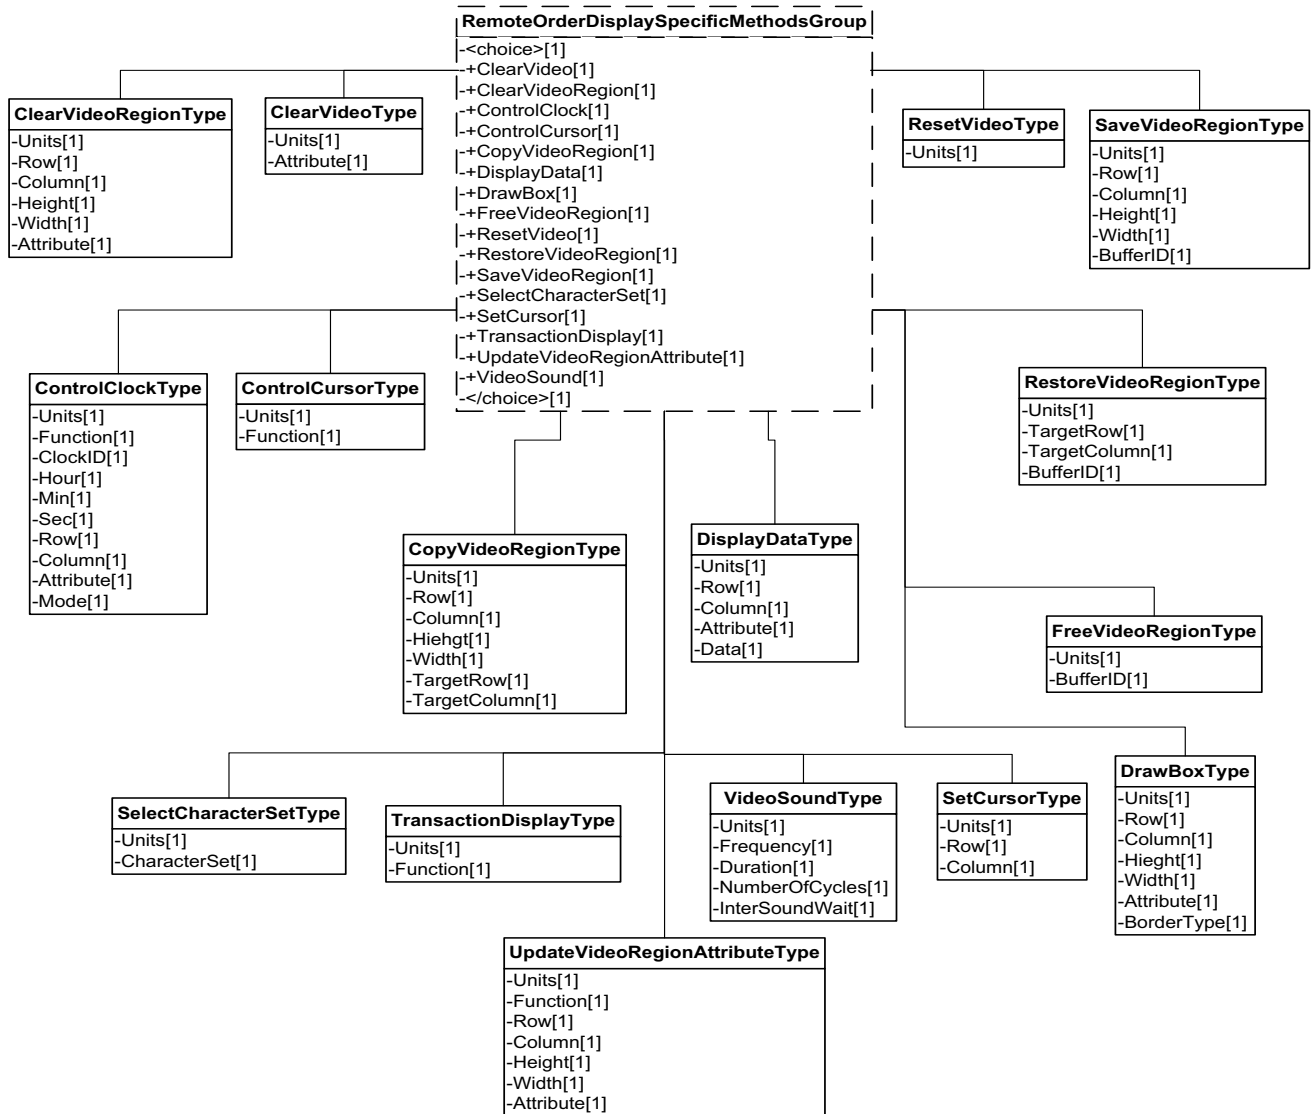 RemoteOrderDisplaySpecificMethodsGroup
-<choice>[1]
-+ClearVideo[1]
-+ClearVideoRegion[1]
-+ControlClock[1]
-+ControlCursor[1]
-+CopyVideoRegion[1]
-+DisplayData[1]
-+DrawBox[1]
-+FreeVideoRegion[1]
-+ResetVideo[1]
-+RestoreVideoRegion[1]
-+SaveVideoRegion[1]
-+SelectCharacterSet[1]
-+SetCursor[1]
-+TransactionDisplay[1]
-+UpdateVideoRegionAttribute[1]
-+VideoSound[1]
-</choice>[1]
ClearVideoRegionType
-Units[1]
-Row[1]
-Column[1]
-Height[1]
-Width[1]
-Attribute[1]
ClearVideoType
-Units[1]
-Attribute[1]
ResetVideoType
-Units[1]
SaveVideoRegionType
-Units[1]
-Row[1]
-Column[1]
-Height[1]
-Width[1]
-BufferID[1]
ControlClockType
-Units[1]
-Function[1]
-ClockID[1]
-Hour[1]
-Min[1]
-Sec[1]
-Row[1]
-Column[1]
-Attribute[1]
-Mode[1]
ControlCursorType
-Units[1]
-Function[1]
RestoreVideoRegionType
-Units[1]
-TargetRow[1]
-TargetColumn[1]
-BufferID[1]
CopyVideoRegionType
-Units[1]
-Row[1]
-Column[1]
-Hiehgt[1]
-Width[1]
-TargetRow[1]
-TargetColumn[1]
DisplayDataType
-Units[1]
-Row[1]
-Column[1]
-Attribute[1]
-Data[1]
FreeVideoRegionType
-Units[1]
-BufferID[1]
SelectCharacterSetType
-Units[1]
-CharacterSet[1]
TransactionDisplayType
-Units[1]
-Function[1]
VideoSoundType
-Units[1]
-Frequency[1]
-Duration[1]
-NumberOfCycles[1]
-InterSoundWait[1]
SetCursorType
-Units[1]
-Row[1]
-Column[1]
DrawBoxType
-Units[1]
-Row[1]
-Column[1]
-Hieght[1]
-Width[1]
-Attribute[1]
-BorderType[1]
UpdateVideoRegionAttributeType
-Units[1]
-Function[1]
-Row[1]
-Column[1]
-Height[1]
-Width[1]
-Attribute[1]